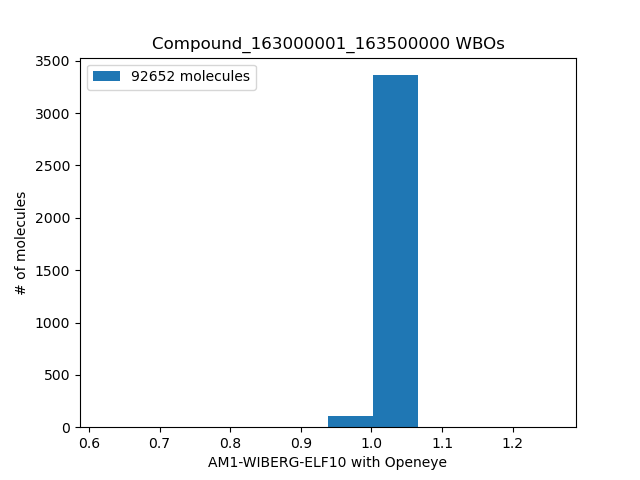 Compound_163000001_163500000 WBOs
92652 molecules
3500
3000
2500
2000
1500
1000
500
0
# of molecules
0.6 0.7 0.8 0.9 1.0 1.1 1.2
AM1-WIBERG-ELF10 with Openeye